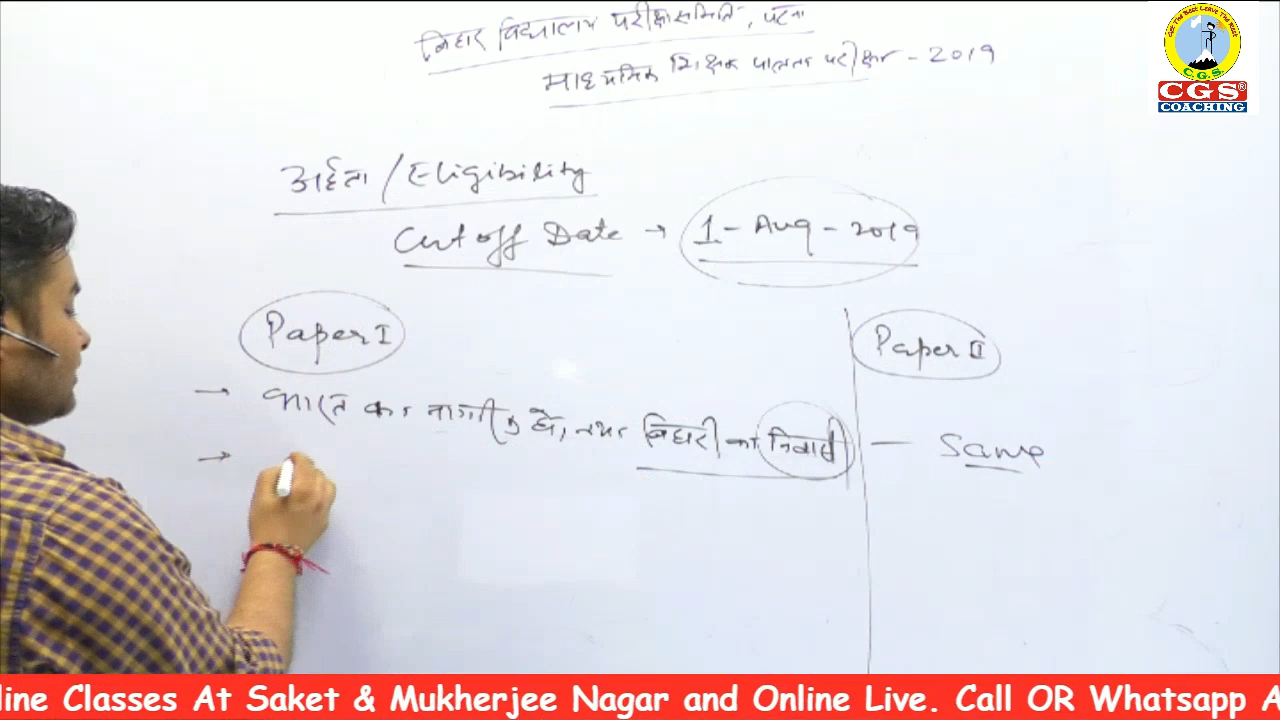 बिहार विद्यालय परीक्षा समिति, पटना
माध्यमिक शिक्षक पात्रता परीक्षा - 2019
CGS®
COACHING
C.G.S
अर्हता / Eligibility
Cut off Date → 1 - Aug - 2019
Paper I
Paper II
→ भारत का नागरिक हो, तथा बिहार का निवासी — Same
→
line Classes At Saket & Mukherjee Nagar and Online Live. Call OR Whatsapp A